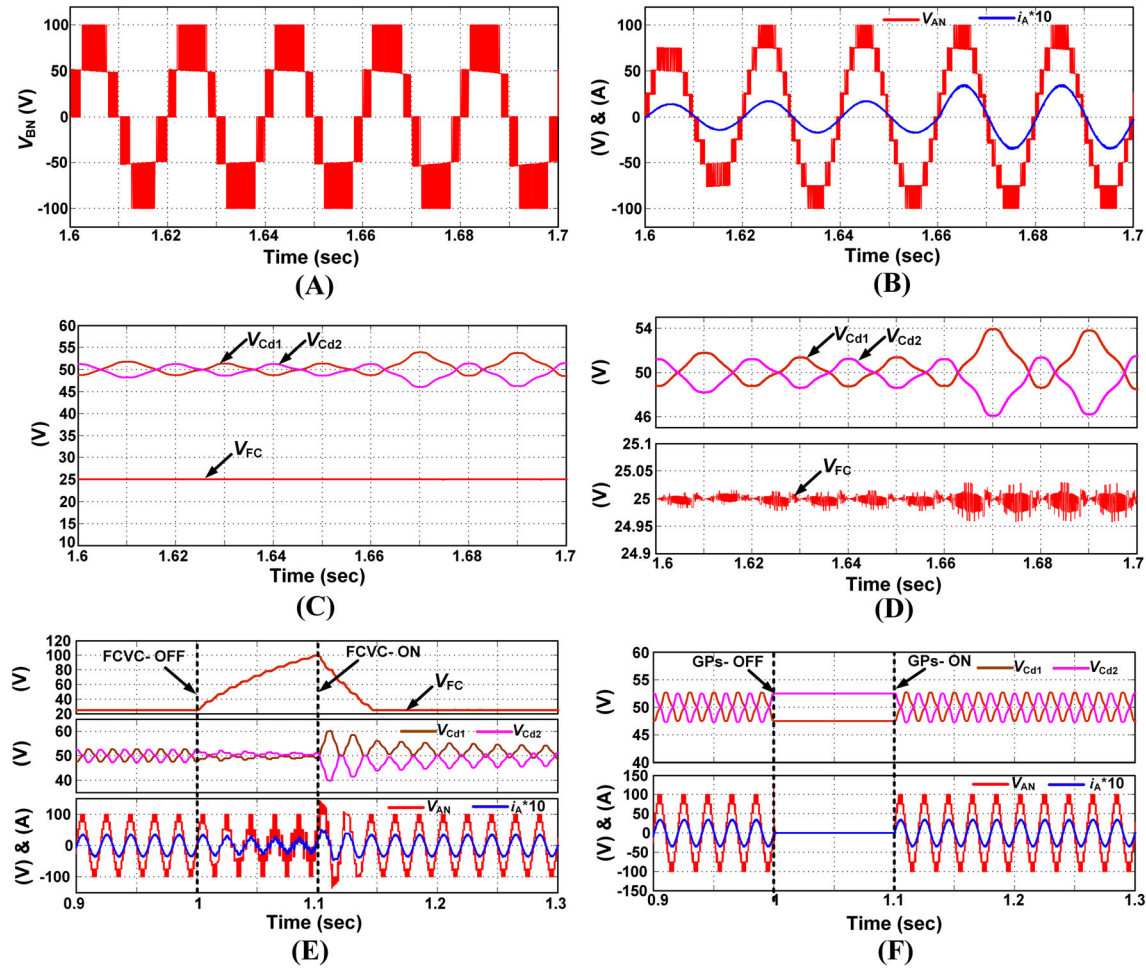 100
50
0
-50
-100
V_BN (V)
1.6 1.62 1.64 1.66 1.68 1.7
Time (sec)
(A)
V_AN i_A*10
100
50
0
-50
-100
(V) & (A)
1.6 1.62 1.64 1.66 1.68 1.7
Time (sec)
(B)
60
55
50
45
40
35
30
25
20
15
10
(V)
V_Cd1 V_Cd2
V_FC
1.6 1.62 1.64 1.66 1.68 1.7
Time (sec)
(C)
54
50
46
(V)
V_Cd1 V_Cd2
25.1
25.05
25
24.95
24.9
(V)
V_FC
1.6 1.62 1.64 1.66 1.68 1.7
Time (sec)
(D)
120
100
80
60
40
20
(V)
FCVC- OFF
FCVC- ON
V_FC
60
50
40
(V)
V_Cd1 V_Cd2
100
0
-100
(V) & (A)
V_AN i_A*10
0.9 1 1.1 1.2 1.3
Time (sec)
(E)
60
55
50
45
40
(V)
GPs- OFF GPs- ON
V_Cd1 V_Cd2
150
100
50
0
-50
-100
-150
(V) & (A)
V_AN i_A*10
0.9 1 1.1 1.2 1.3
Time (sec)
(F)